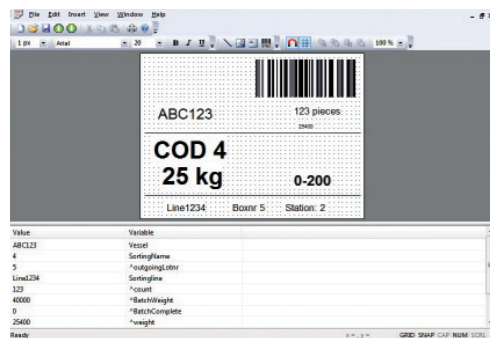 File Edit Insert View Window Help
1 px Arial 20 B I U 100 %
ABC123 123 pieces
25400
COD 4
25 kg 0-200
Line1234 Boxnr 5 Station: 2
Value Variable
ABC123 Vessel
4 SortingName
5 ^outgoingLotnr
Line1234 Sortingline
123 ^count
40000 ^BatchWeight
0 ^BatchComplete
25400 ^weight
Ready x = , y = GRID SNAP CAP NUM SCRL